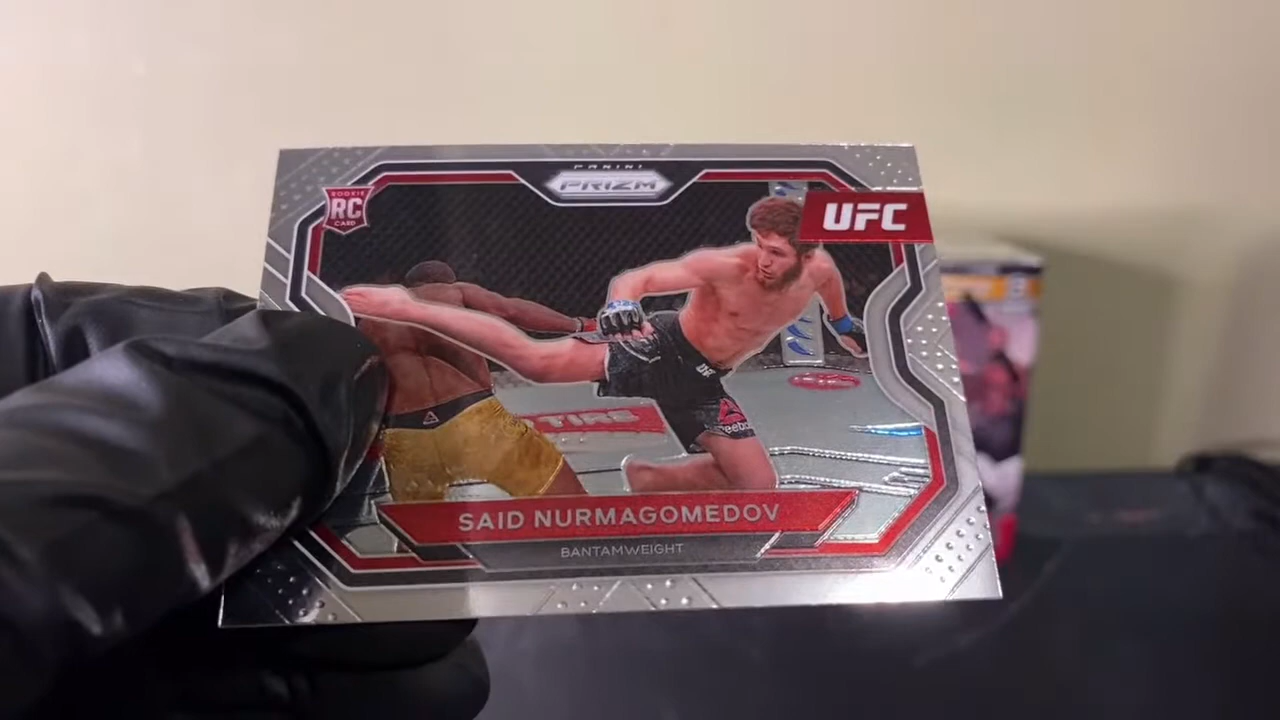 PANINI
PRIZM
ROOKIE
RC
CARD
UFC
UFC
Reebok
TIRE
SAID NURMAGOMEDOV
BANTAMWEIGHT